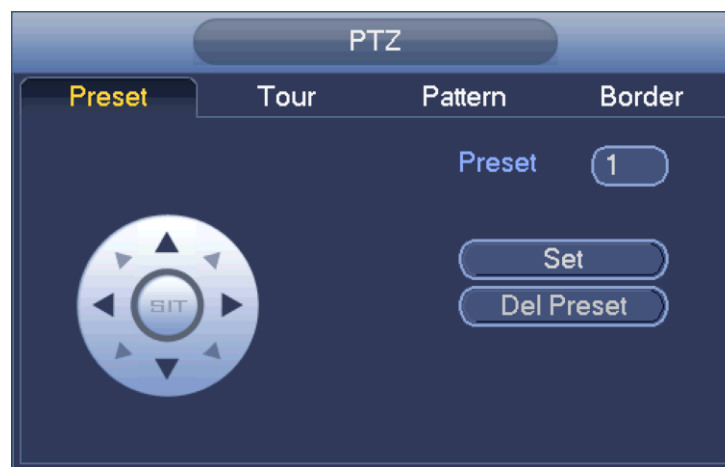 PTZ
Preset Tour Pattern Border
Preset 1
Set
SIT
Del Preset